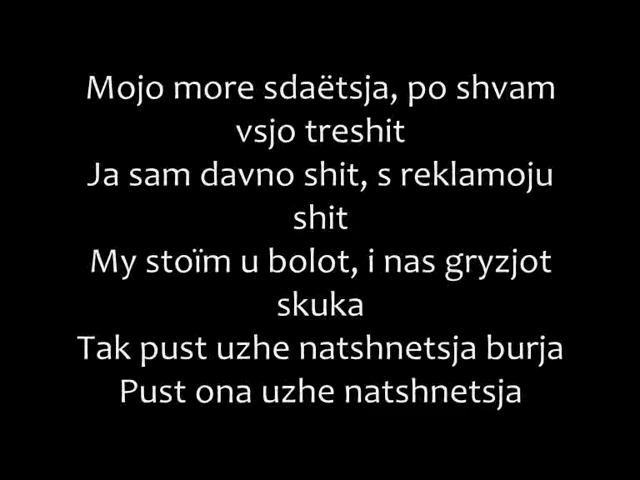 Mojo more sdaëtsja, po shvam
vsjo treshit
Ja sam davno shit, s reklamoju
shit
My stoïm u bolot, i nas gryzjot
skuka
Tak pust uzhe natshnetsja burja
Pust ona uzhe natshnetsja